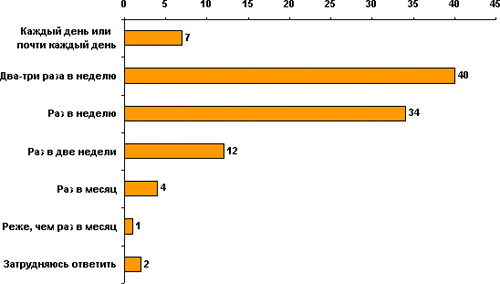 0 5 10 15 20 25 30 35 40 45
Каждый день или
почти каждый день
7
Два-три раза в неделю
40
Раз в неделю
34
Раз в две недели
12
Раз в месяц
4
Реже, чем раз в месяц
1
Затрудняюсь ответить
2